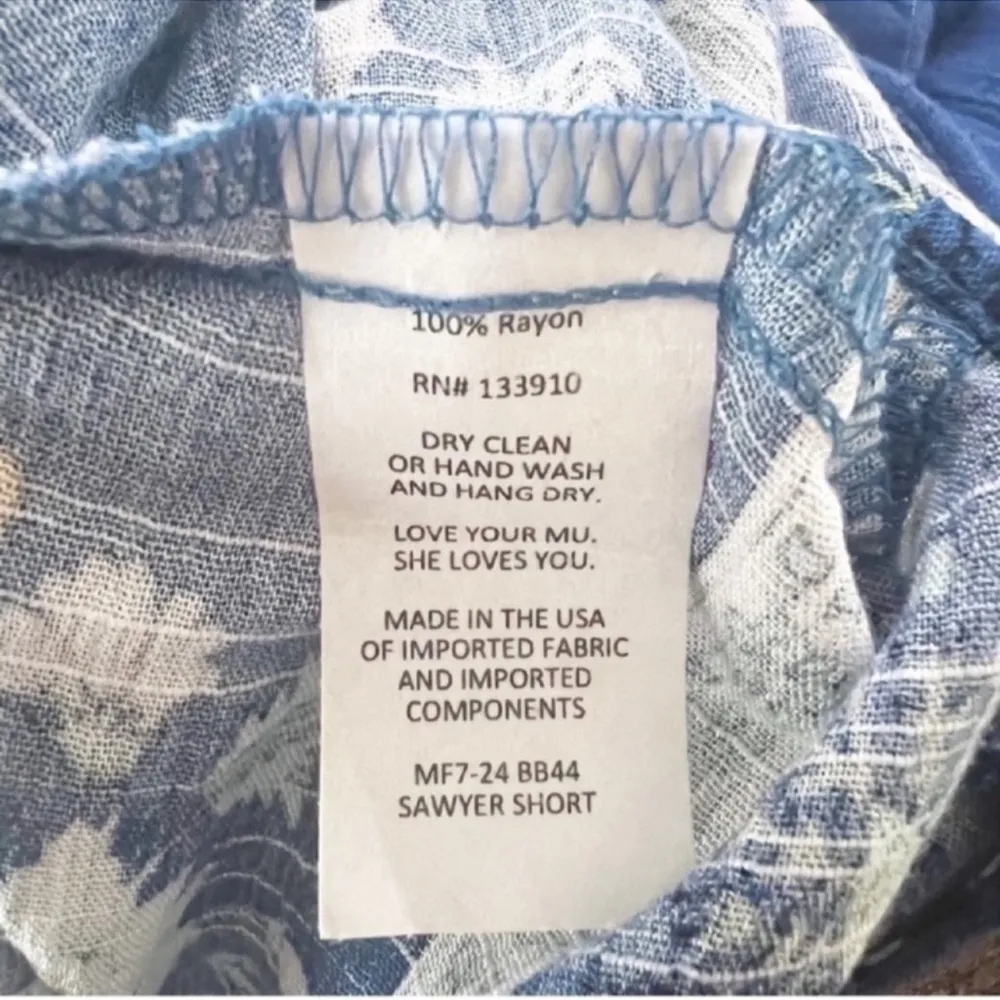 100% Rayon
RN# 133910
DRY CLEAN
OR HAND WASH
AND HANG DRY.
LOVE YOUR MU.
SHE LOVES YOU.
MADE IN THE USA
OF IMPORTED FABRIC
AND IMPORTED
COMPONENTS
MF7-24 BB44
SAWYER SHORT